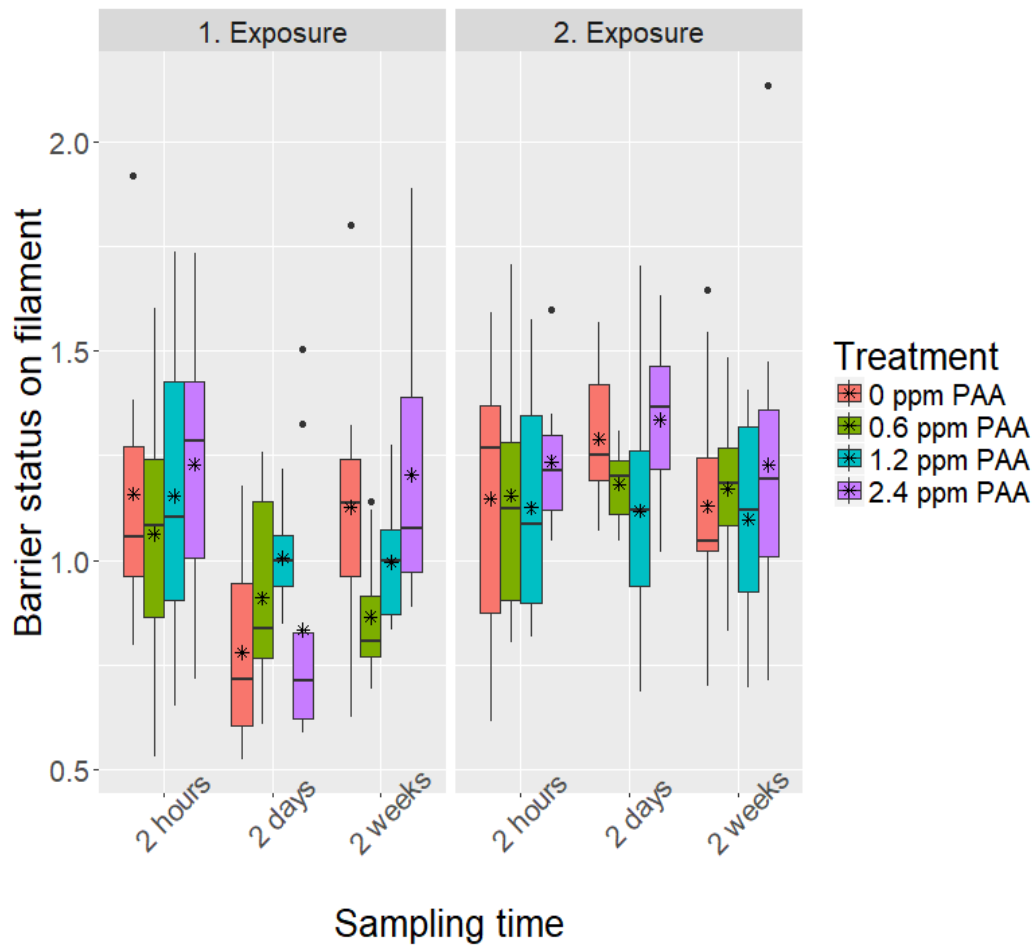 1. Exposure
2. Exposure
Barrier status on filament
2.0
1.5
1.0
0.5
2 hours
2 days
2 weeks
2 hours
2 days
2 weeks
Sampling time
Treatment
0 ppm PAA
0.6 ppm PAA
1.2 ppm PAA
2.4 ppm PAA